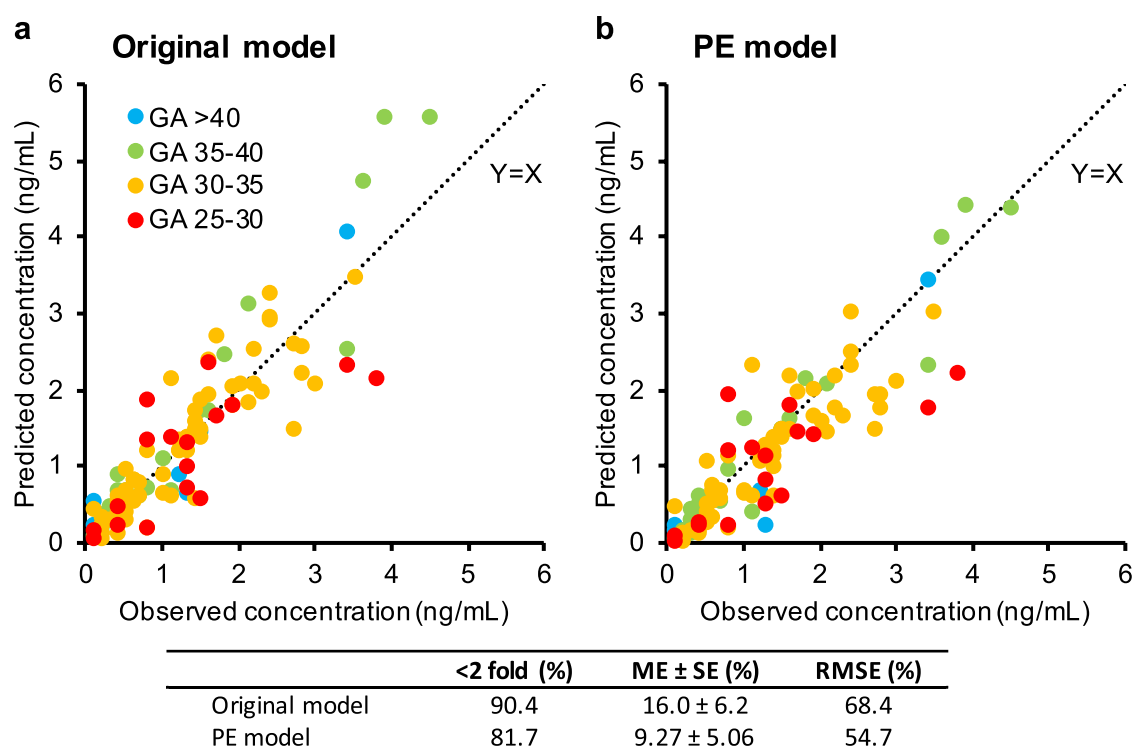 a
Original model
6
5
4
3
2
1
0
Predicted concentration (ng/mL)
GA >40
GA 35-40
GA 30-35
GA 25-30
Y=X
0 1 2 3 4 5 6
Observed concentration (ng/mL)
b
PE model
6
5
4
3
2
1
0
Predicted concentration (ng/mL)
Y=X
0 1 2 3 4 5 6
Observed concentration (ng/mL)
<2 fold (%) ME ± SE (%) RMSE (%)
Original model 90.4 16.0 ± 6.2 68.4
PE model 81.7 9.27 ± 5.06 54.7